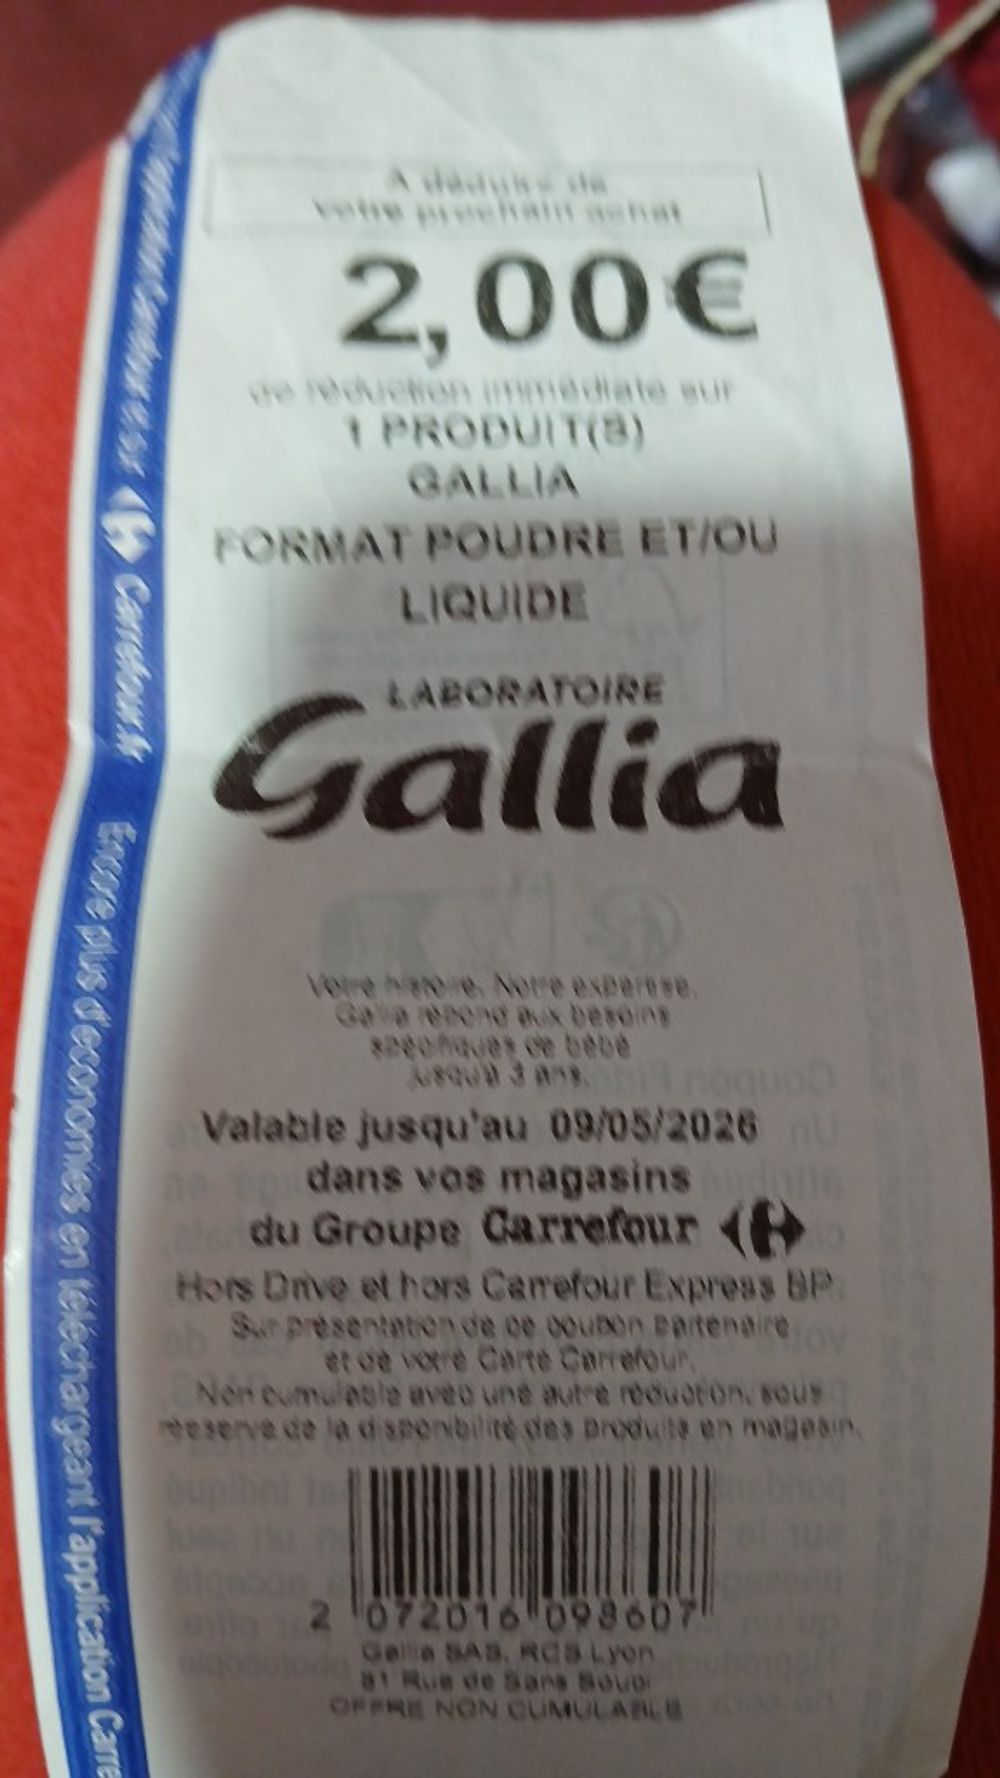 A déduire de
votre prochain achat
2,00€
de réduction immédiate sur
1 PRODUIT(S)
GALLIA
FORMAT POUDRE ET/OU
LIQUIDE
LABORATOIRE
Gallia
Votre histoire. Notre expertise.
Gallia répond aux besoins
spécifiques de bébé
jusqu'à 3 ans.
Valable jusqu'au 09/05/2026
dans vos magasins
du Groupe Carrefour
Hors Drive et hors Carrefour Express BP.
Sur présentation de ce coupon partenaire
et de votre Carte Carrefour.
Non cumulable avec une autre réduction, sous
réserve de la disponibilité des produits en magasin.
2 072016 098607
Gallia SAS, RCS Lyon
81 Rue de Sans Souci
OFFRE NON CUMULABLE
l'application Carrefour et sur Carrefour.fr
Encore plus d'économies en téléchargeant l'application Carre